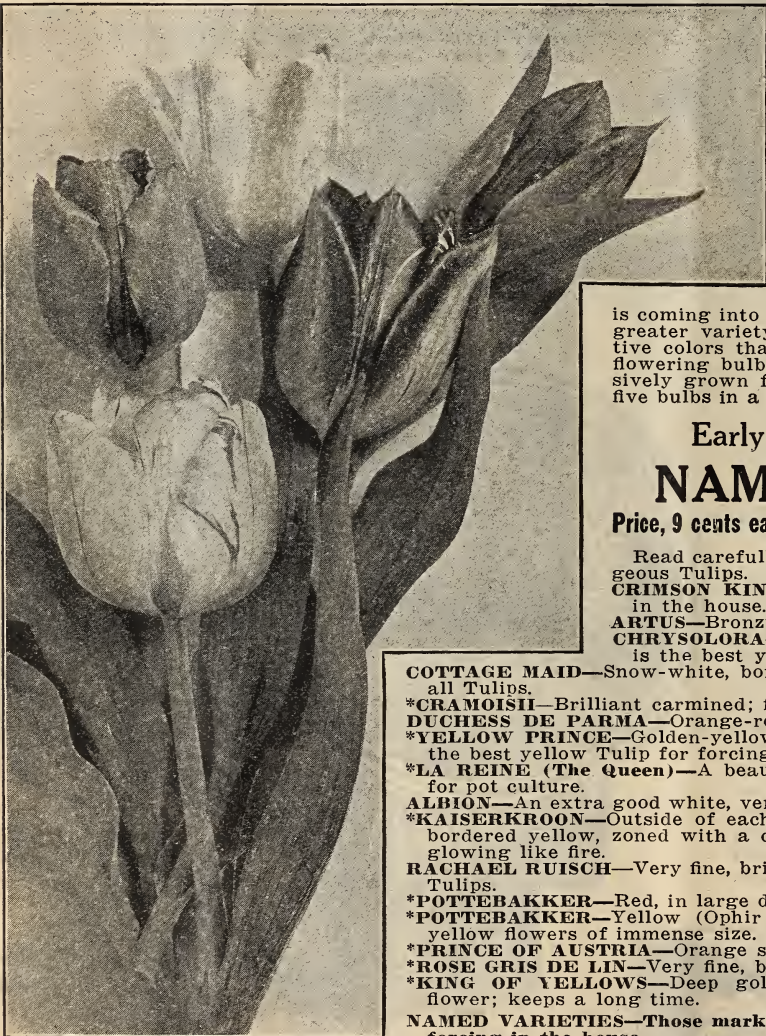 is coming into
greater variety
tive colors tha
flowering bulb
sively grown f
five bulbs in a
Early
NAM
Price, 9 cents ea
Read careful
geous Tulips.
CRIMSON KIN
in the house.
ARTUS—Bronz
CHRYSOLORA
is the best y
COTTAGE MAID—Snow-white, bo
all Tulips.
*CRAMOISII—Brilliant carmined; f
DUCHESS DE PARMA—Orange-re
*YELLOW PRINCE—Golden-yellow
the best yellow Tulip for forcing
*LA REINE (The Queen)—A beau
for pot culture.
ALBION—An extra good white, ver
*KAISERKROON—Outside of each
bordered yellow, zoned with a c
glowing like fire.
RACHAEL RUISCH—Very fine, bri
Tulips.
*POTTEBAKKER—Red, in large d
*POTTEBAKKER—Yellow (Ophir
yellow flowers of immense size.
*PRINCE OF AUSTRIA—Orange s
*ROSE GRIS DE LIN—Very fine, b
*KING OF YELLOWS—Deep gol
flower; keeps a long time.
NAMED VARIETIES—Those mark
forcing in the house.